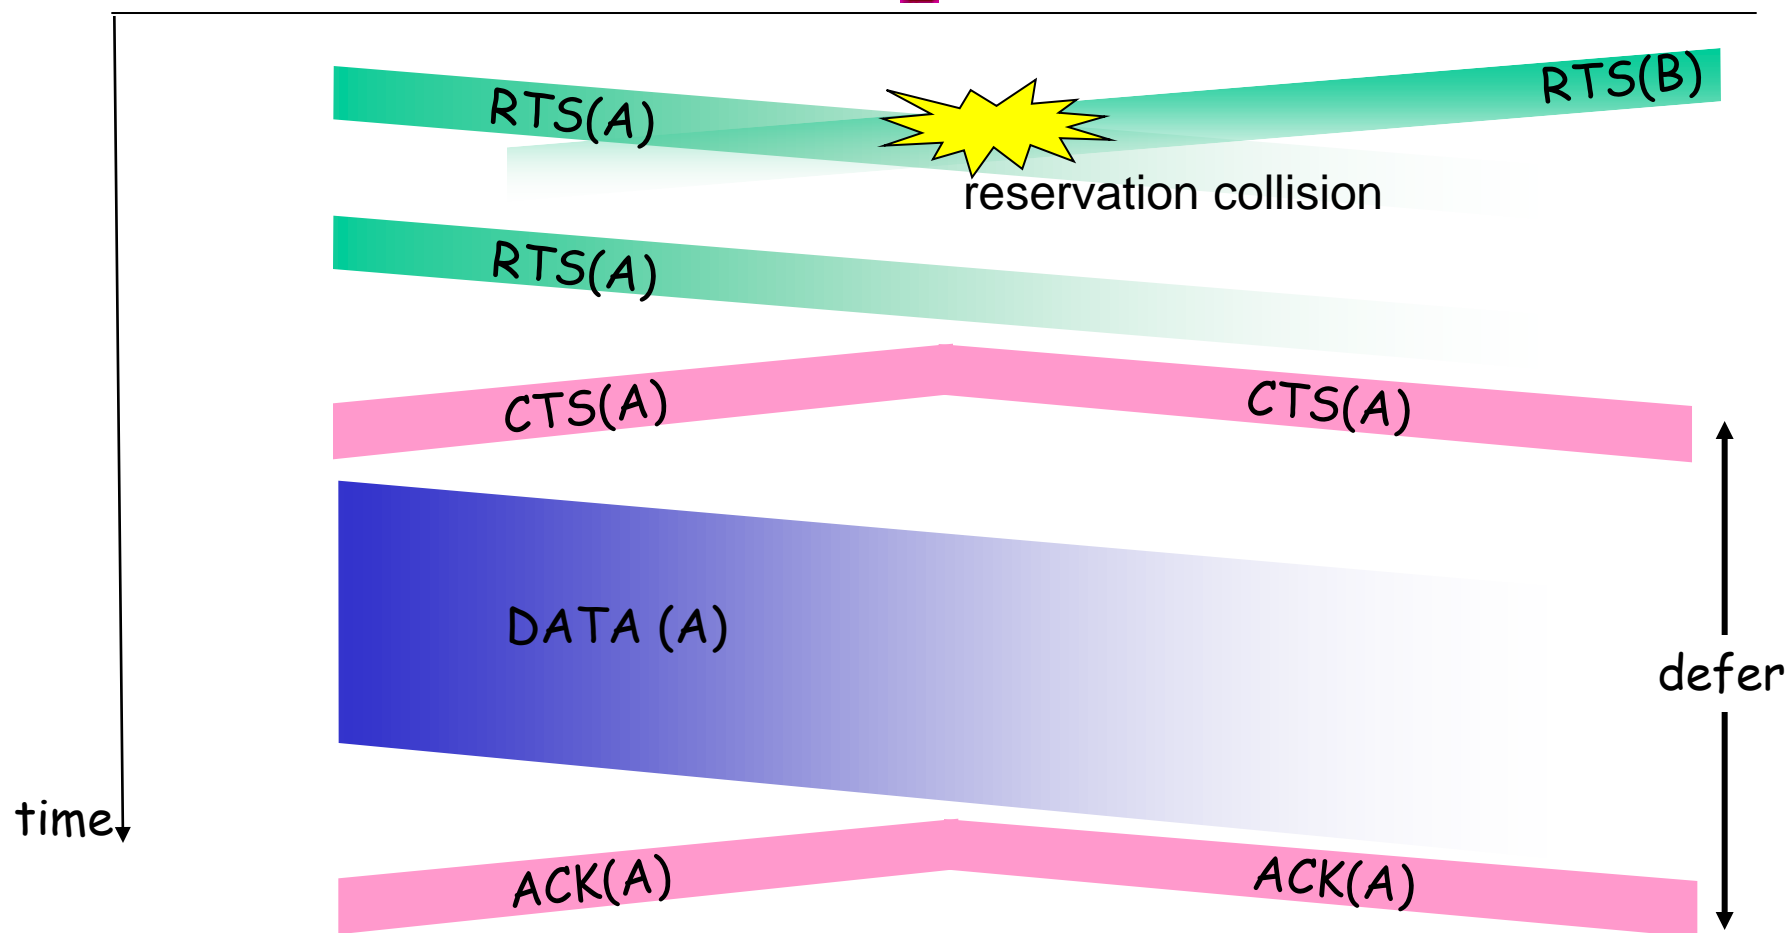 RTS(A)
RTS(B)
reservation collision
RTS(A)
CTS(A)
CTS(A)
DATA (A)
defer
time
ACK(A)
ACK(A)